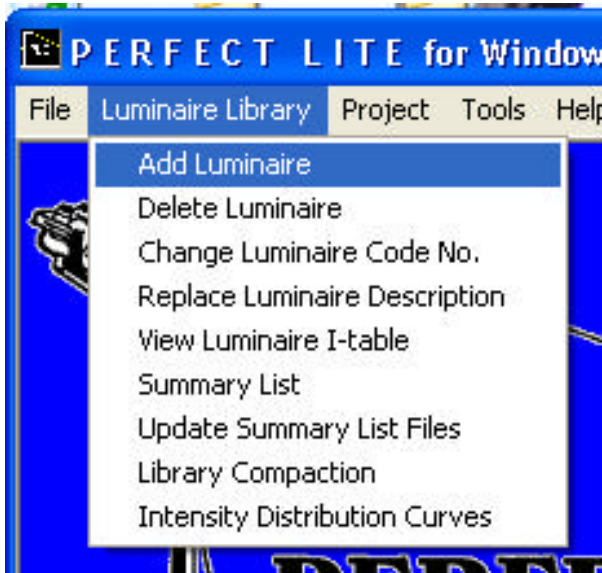 PERFECT LITE for Window
File Luminaire Library Project Tools Help
Add Luminaire
Delete Luminaire
Change Luminaire Code No.
Replace Luminaire Description
View Luminaire I-table
Summary List
Update Summary List Files
Library Compaction
Intensity Distribution Curves